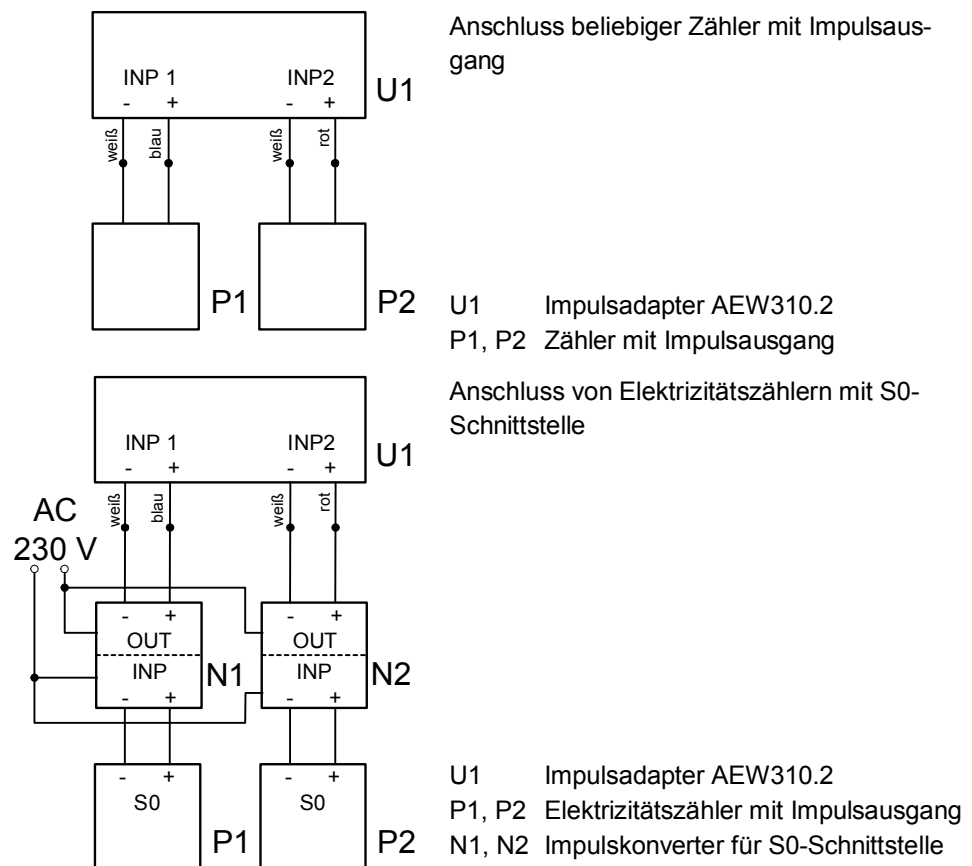 Anschluss beliebiger Zähler mit Impulsaus-
gang
INP 1 INP2
- + - +
U1
weiß blau weiß rot
P1 P2
U1 Impulsadapter AEW310.2
P1, P2 Zähler mit Impulsausgang
Anschluss von Elektrizitätszählern mit S0-
Schnittstelle
INP 1 INP2
- + - +
U1
weiß blau weiß rot
AC
230 V
- + - +
OUT OUT
INP INP
N1 N2
- + - +
- + - +
S0 S0
P1 P2
U1 Impulsadapter AEW310.2
P1, P2 Elektrizitätszähler mit Impulsausgang
N1, N2 Impulskonverter für S0-Schnittstelle